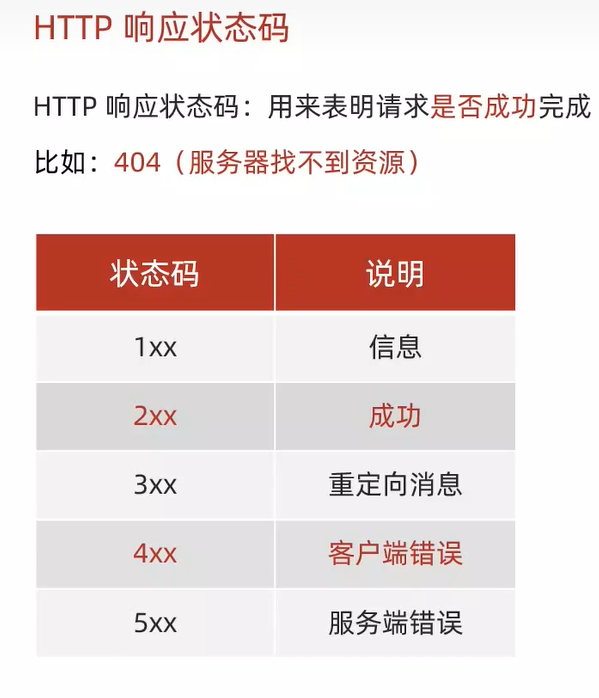 HTTP 响应状态码
HTTP 响应状态码：用来表明请求是否成功完成
比如：404（服务器找不到资源）
状态码 说明
1xx 信息
2xx 成功
3xx 重定向消息
4xx 客户端错误
5xx 服务端错误